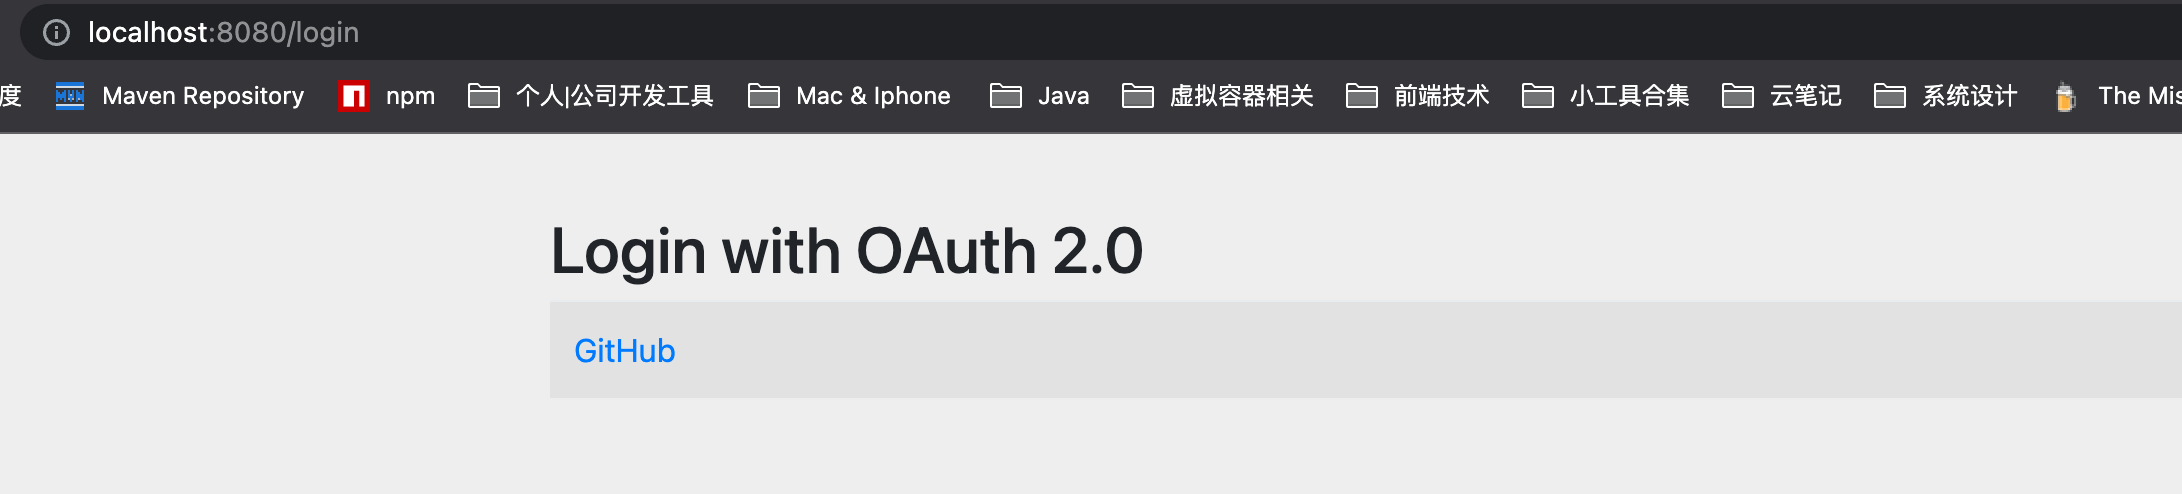 localhost:8080/login
度 Maven Repository npm 个人|公司开发工具 Mac & Iphone Java 虚拟容器相关 前端技术 小工具合集 云笔记 系统设计 The Mis
Login with OAuth 2.0
GitHub